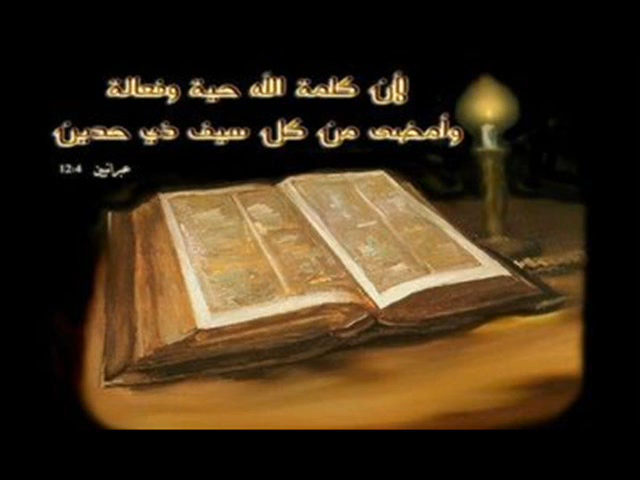 لأن كلمة الله حية وفعالة
وأمضى من كل سيف ذي حدين
عبرانيين 12:4